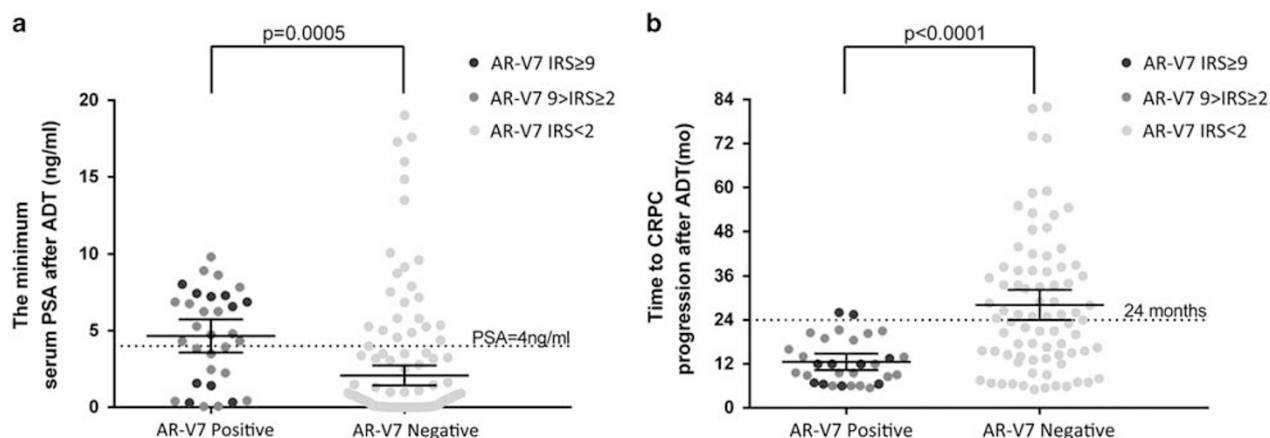 a
p=0.0005
AR-V7 IRS≥9
AR-V7 9>IRS≥2
AR-V7 IRS<2
The minimum
serum PSA after ADT (ng/ml)
20
15
10
5
0
PSA=4ng/ml
AR-V7 Positive
AR-V7 Negative
b
p<0.0001
AR-V7 IRS≥9
AR-V7 9>IRS≥2
AR-V7 IRS<2
Time to CRPC
progression after ADT(mo)
84
72
60
48
36
24
12
0
24 months
AR-V7 Positive
AR-V7 Negative